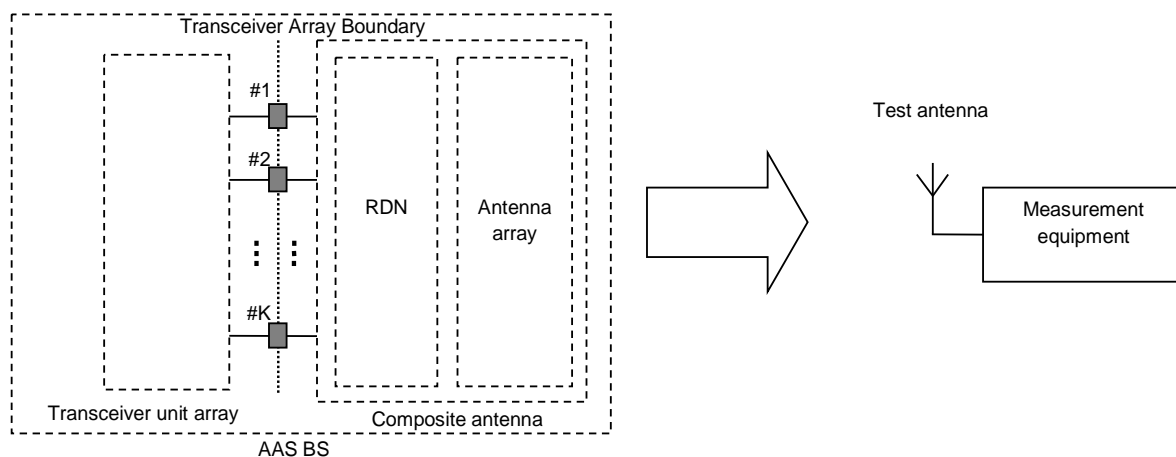 Transceiver Array Boundary
#1
#2
#K
RDN
Antenna
array
Transceiver unit array
Composite antenna
AAS BS
Test antenna
Measurement
equipment